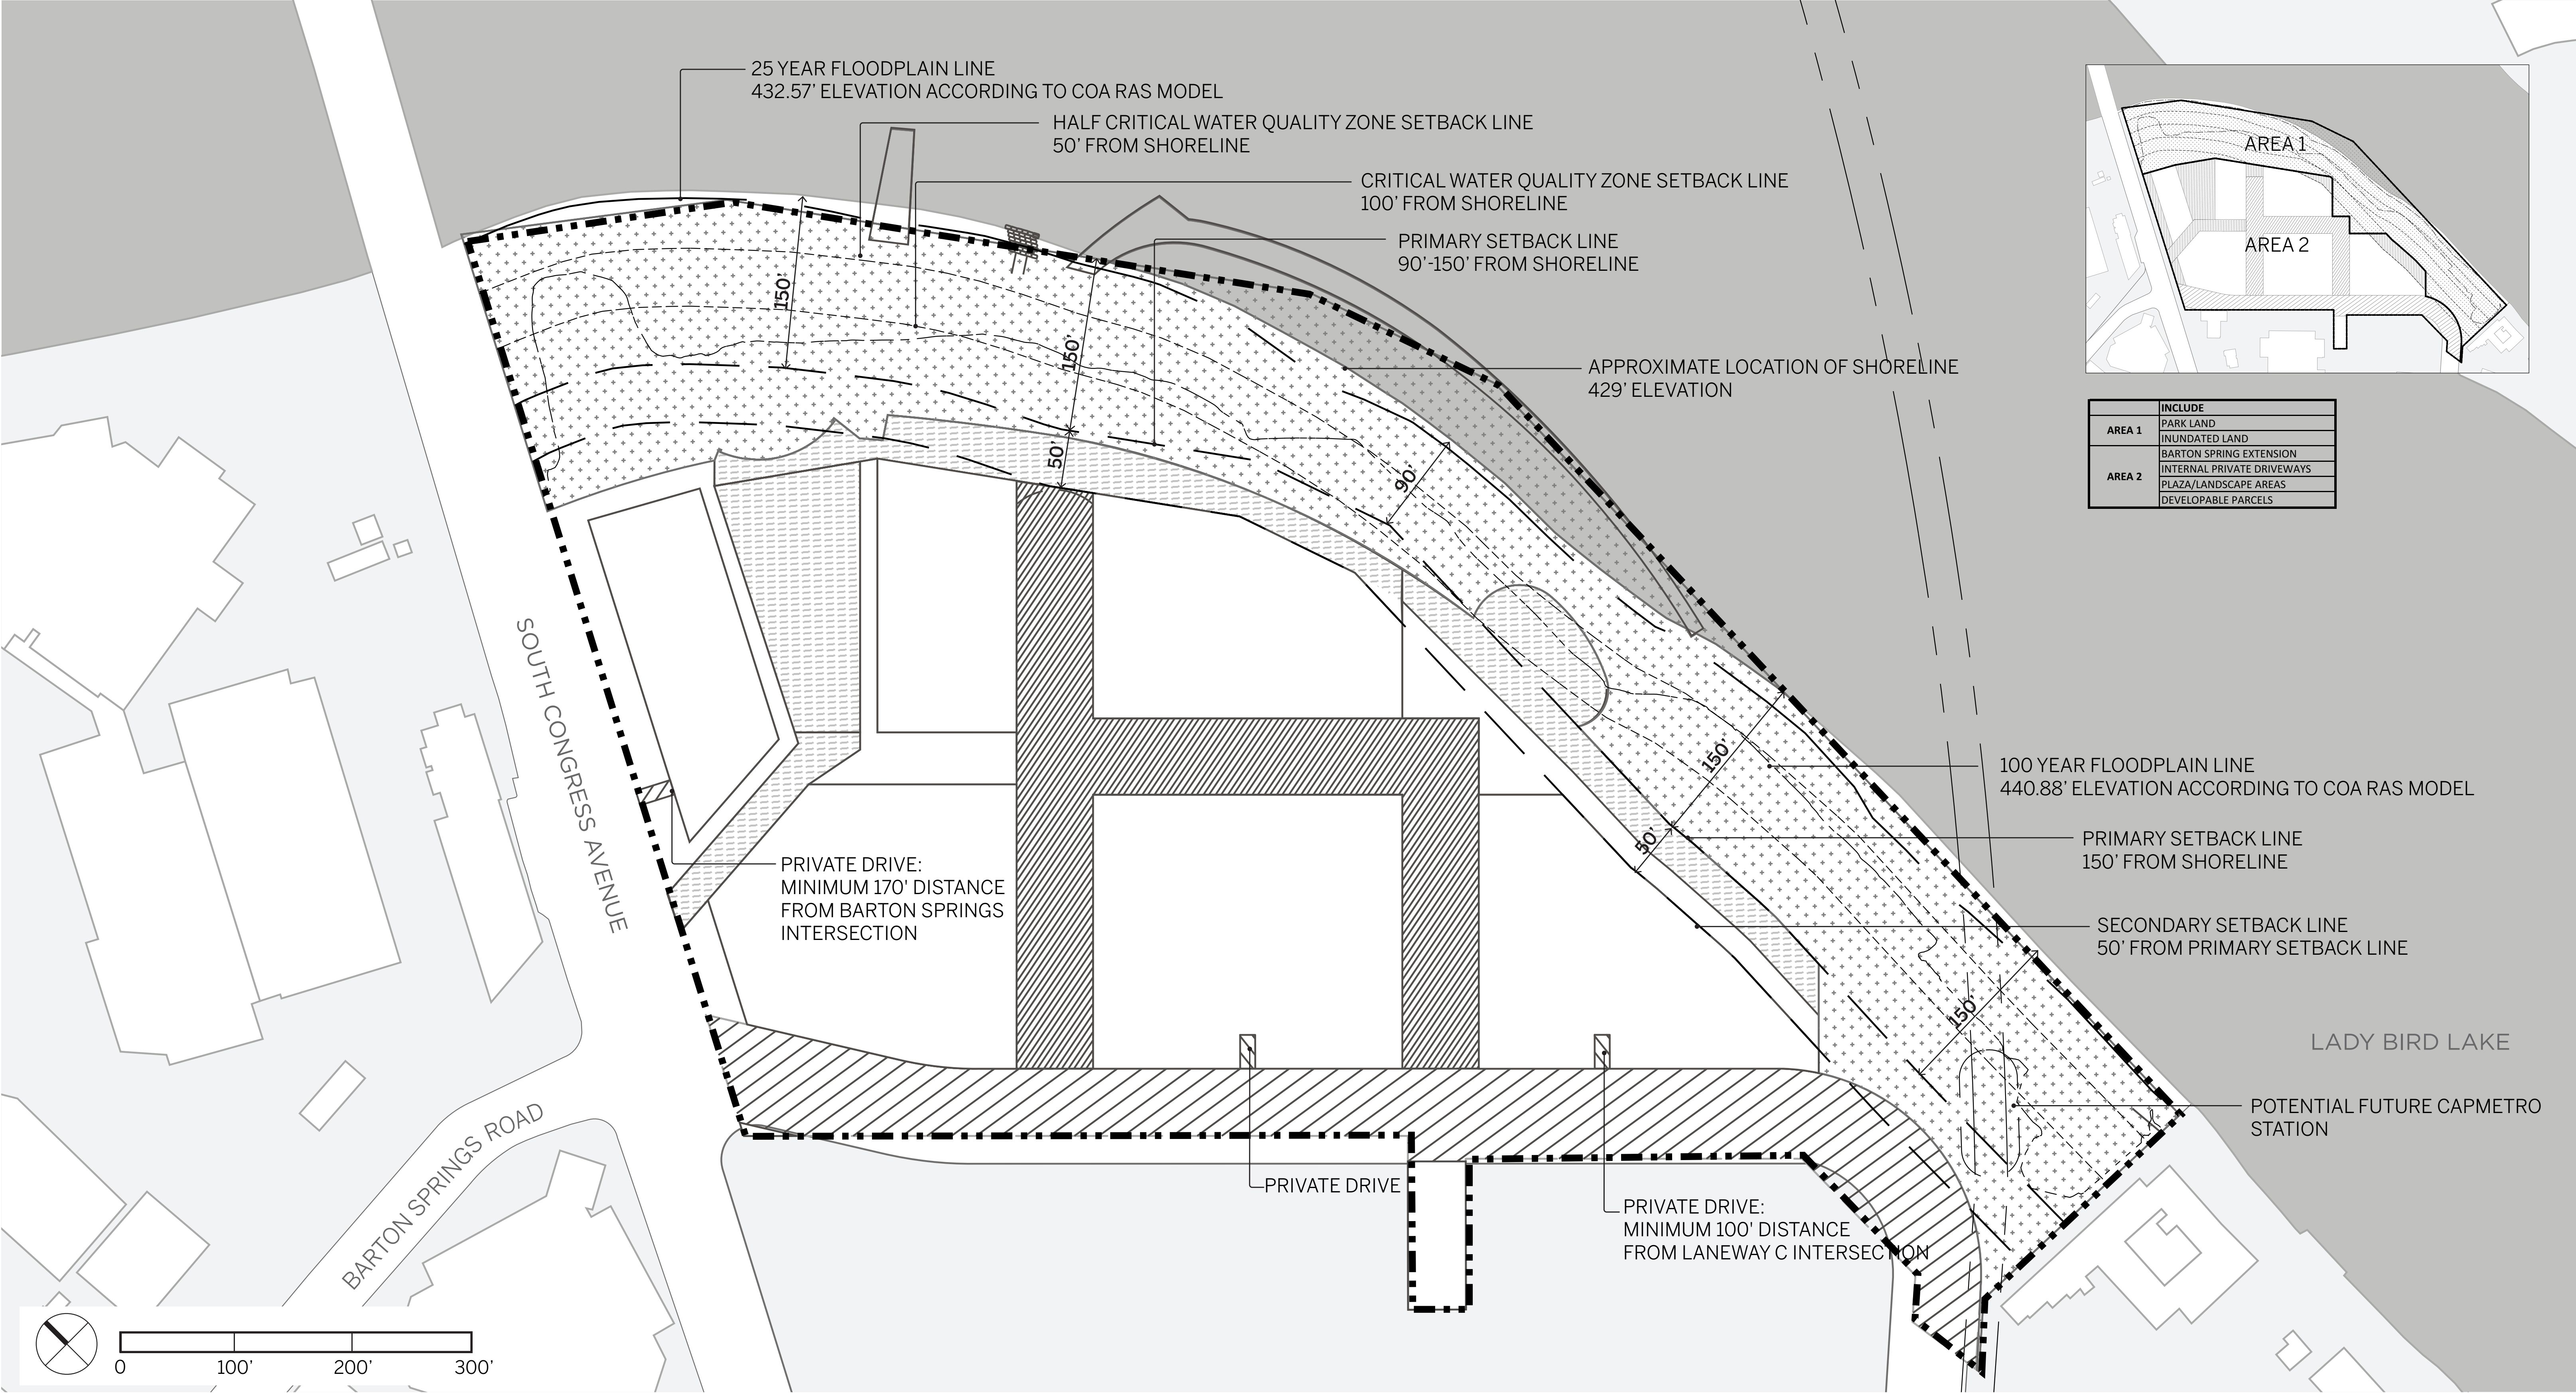 25 YEAR FLOODPLAIN LINE
432.57' ELEVATION ACCORDING TO COA RAS MODEL
HALF CRITICAL WATER QUALITY ZONE SETBACK LINE
50' FROM SHORELINE
CRITICAL WATER QUALITY ZONE SETBACK LINE
100' FROM SHORELINE
PRIMARY SETBACK LINE
90'-150' FROM SHORELINE
APPROXIMATE LOCATION OF SHORELINE
429' ELEVATION
AREA 1
AREA 2
INCLUDE
AREA 1
PARK LAND
INUNDATED LAND
AREA 2
BARTON SPRING EXTENSION
INTERNAL PRIVATE DRIVEWAYS
PLAZA/LANDSCAPE AREAS
DEVELOPABLE PARCELS
150'
150'
50'
90'
150'
50'
150'
SOUTH CONGRESS AVENUE
100 YEAR FLOODPLAIN LINE
440.88' ELEVATION ACCORDING TO COA RAS MODEL
PRIMARY SETBACK LINE
150' FROM SHORELINE
PRIVATE DRIVE:
MINIMUM 170' DISTANCE
FROM BARTON SPRINGS
INTERSECTION
SECONDARY SETBACK LINE
50' FROM PRIMARY SETBACK LINE
LADY BIRD LAKE
POTENTIAL FUTURE CAPMETRO
STATION
BARTON SPRINGS ROAD
PRIVATE DRIVE
PRIVATE DRIVE:
MINIMUM 100' DISTANCE
FROM LANEWAY C INTERSECTION
0 100' 200' 300'